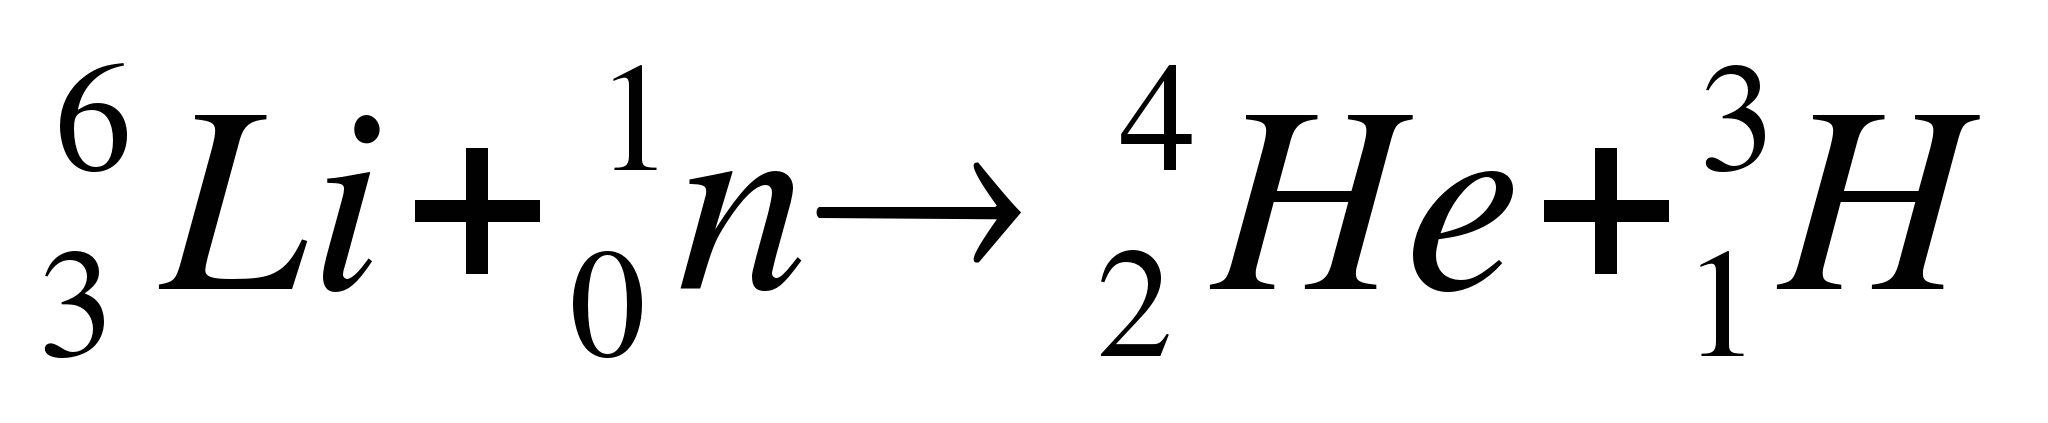 ⁶₃Li + ¹₀n → ⁴₂He + ³₁H